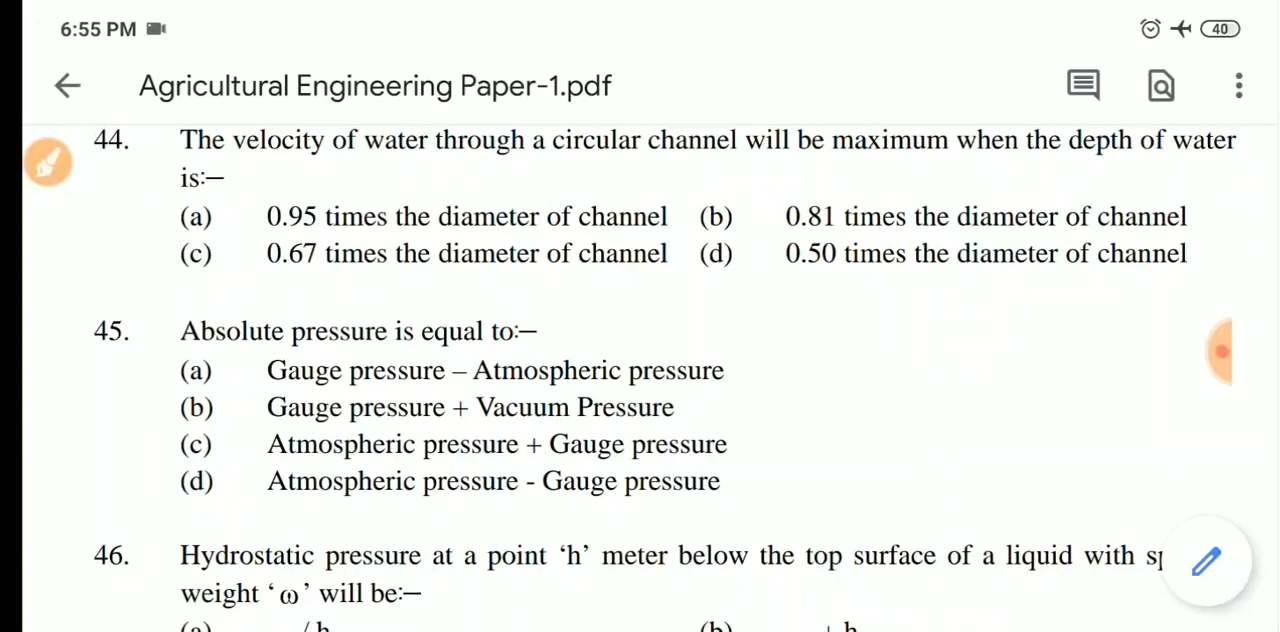 6:55 PM
40
Agricultural Engineering Paper-1.pdf
44. The velocity of water through a circular channel will be maximum when the depth of water
is:–
(a) 0.95 times the diameter of channel (b) 0.81 times the diameter of channel
(c) 0.67 times the diameter of channel (d) 0.50 times the diameter of channel
45. Absolute pressure is equal to:–
(a) Gauge pressure – Atmospheric pressure
(b) Gauge pressure + Vacuum Pressure
(c) Atmospheric pressure + Gauge pressure
(d) Atmospheric pressure - Gauge pressure
46. Hydrostatic pressure at a point ‘h’ meter below the top surface of a liquid with
weight ‘ω’ will be:–